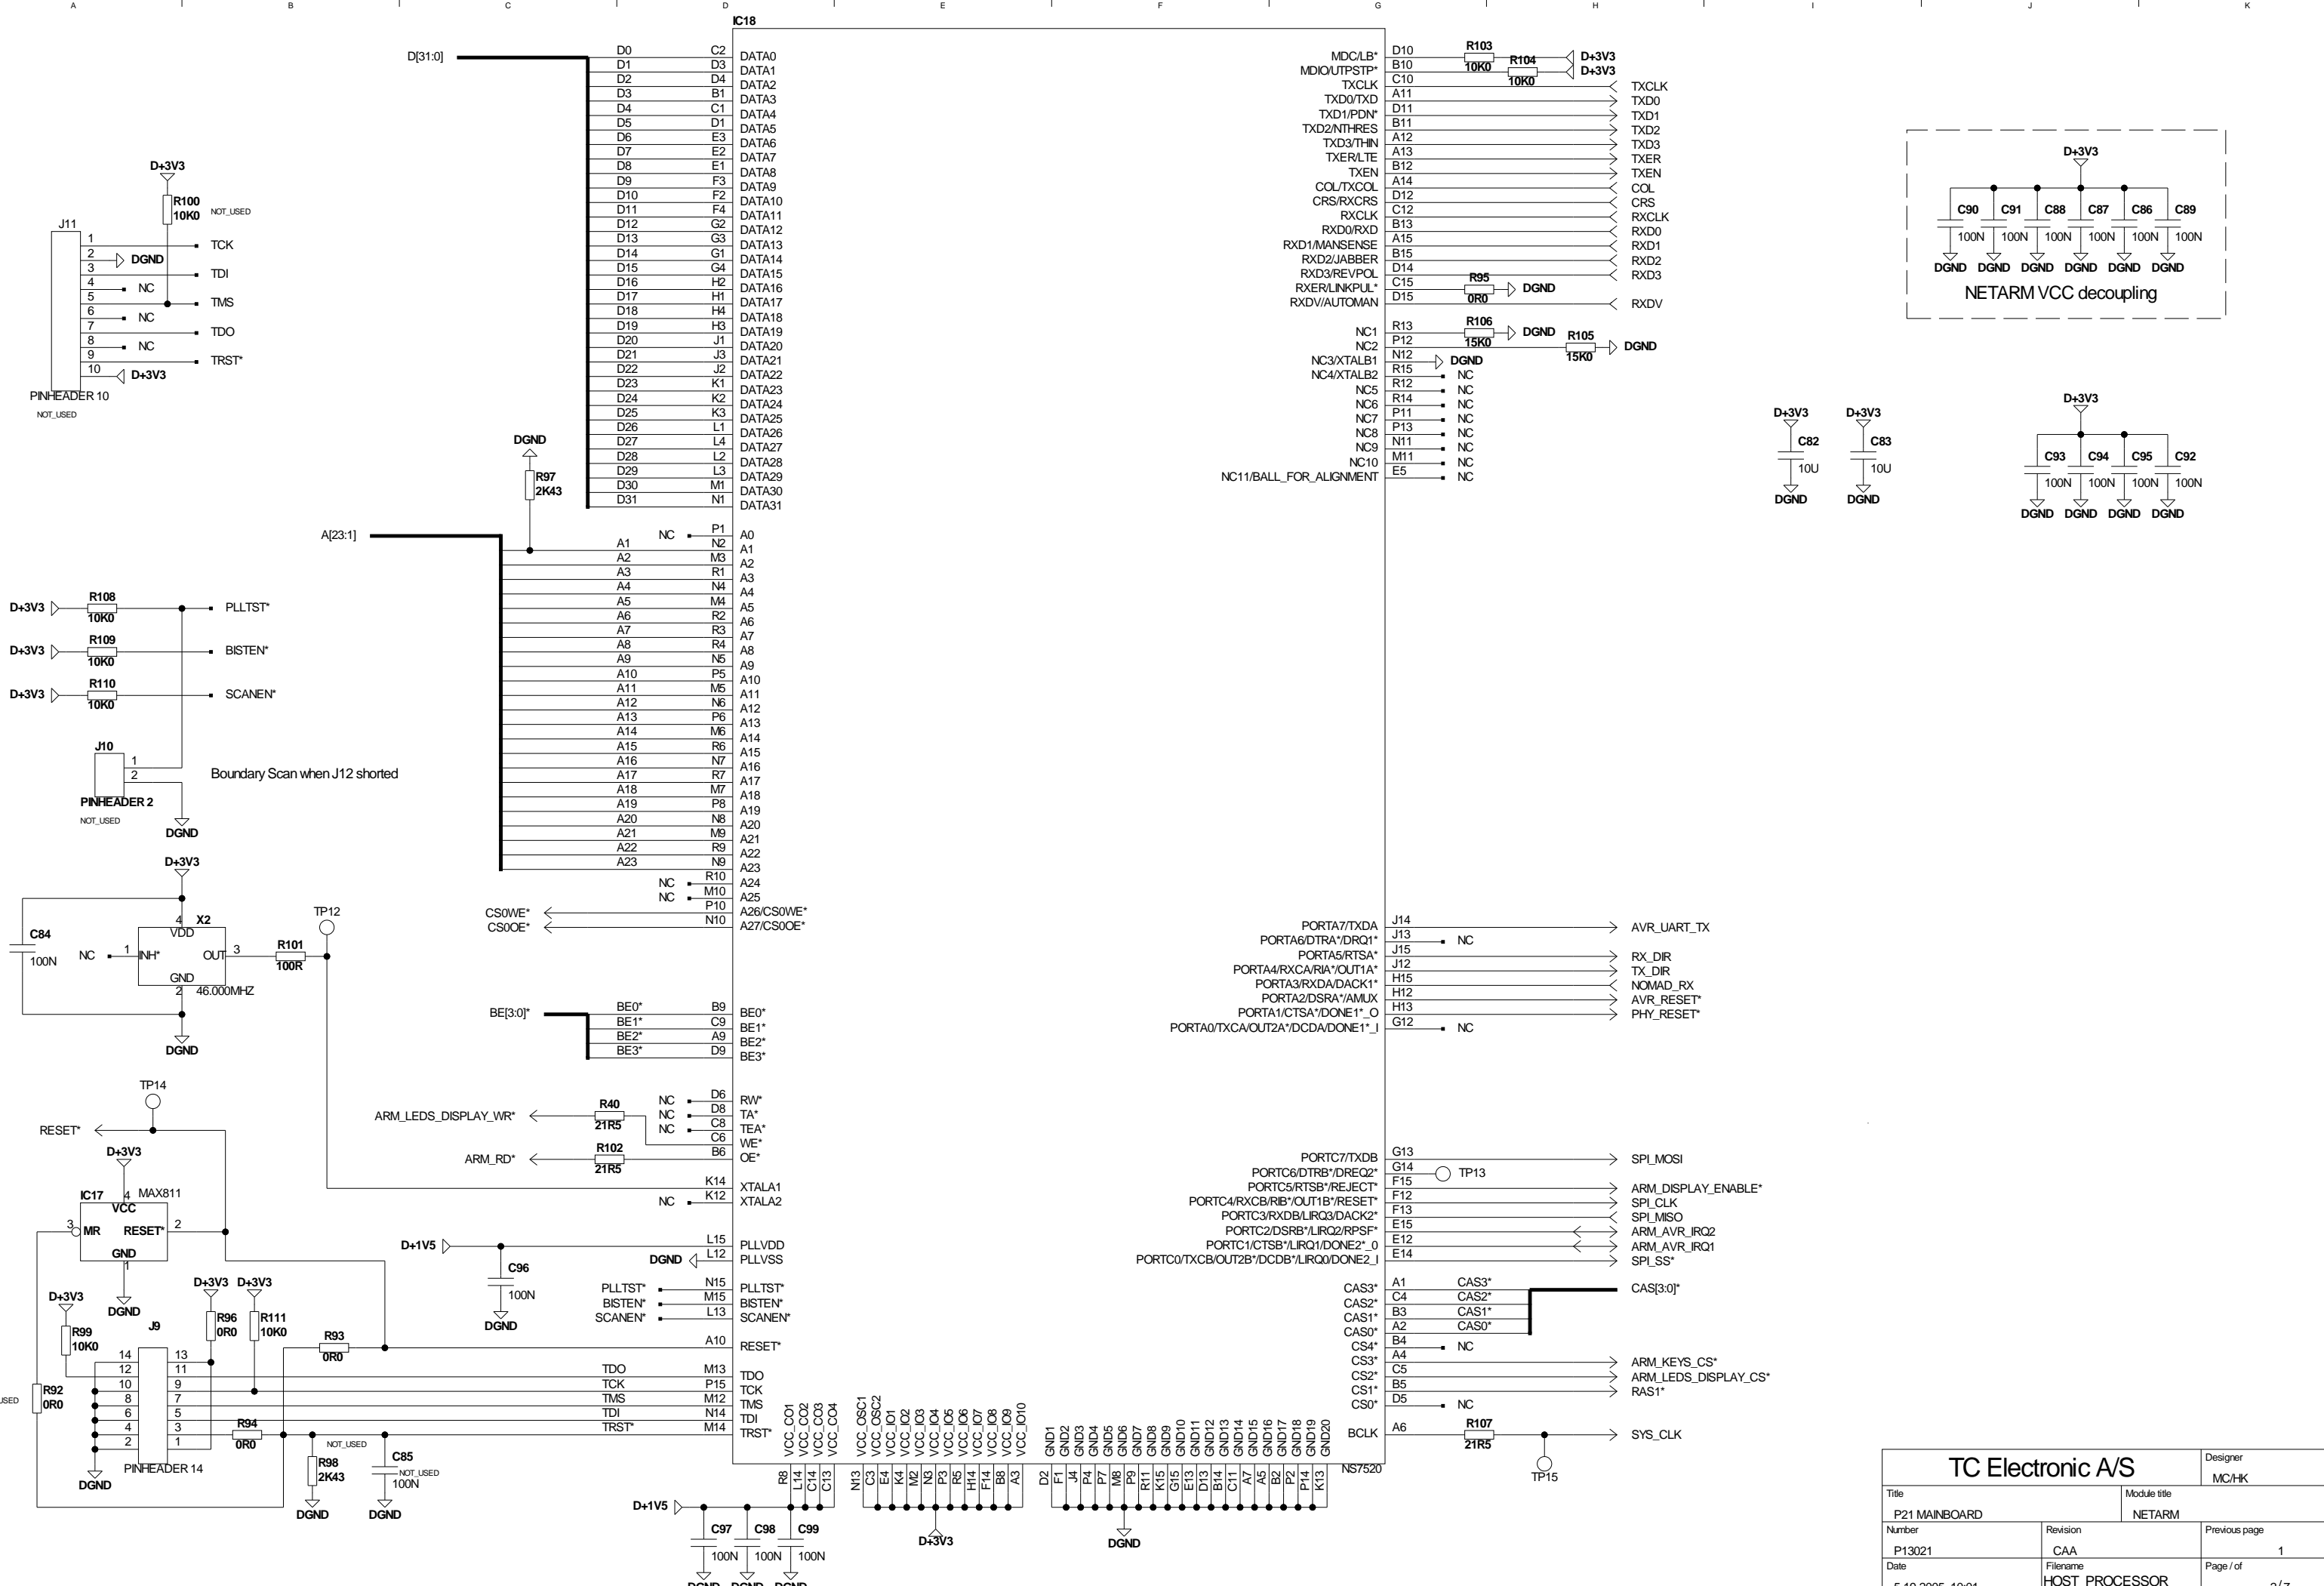 A B C D E F G H I J K
IC18
D[31:0]
D0 C2 DATA0
D1 D3 DATA1
D2 D4 DATA2
D3 B1 DATA3
D4 C1 DATA4
D5 D1 DATA5
D6 E3 DATA6
D7 E2 DATA7
D8 E1 DATA8
D9 F3 DATA9
D10 F2 DATA10
D11 F4 DATA11
D12 G2 DATA12
D13 G3 DATA13
D14 G1 DATA14
D15 G4 DATA15
D16 H2 DATA16
D17 H1 DATA17
D18 H4 DATA18
D19 H3 DATA19
D20 J1 DATA20
D21 J3 DATA21
D22 J2 DATA22
D23 K1 DATA23
D24 K2 DATA24
D25 K3 DATA25
D26 L1 DATA26
D27 L4 DATA27
D28 L2 DATA28
D29 L3 DATA29
D30 M1 DATA30
D31 N1 DATA31
DGND
R97
2K43
A[23:1]
NC P1 A0
A1 N2 A1
A2 M3 A2
A3 R1 A3
A4 N4 A4
A5 M4 A5
A6 R2 A6
A7 R3 A7
A8 R4 A8
A9 N5 A9
A10 P5 A10
A11 M5 A11
A12 N6 A12
A13 P6 A13
A14 M6 A14
A15 R6 A15
A16 N7 A16
A17 R7 A17
A18 M7 A18
A19 P8 A19
A20 N8 A20
A21 M9 A21
A22 R9 A22
A23 N9 A23
NC R10 A24
NC M10 A25
CS0WE* P10 A26/CS0WE*
CS0OE* N10 A27/CS0OE*
BE[3:0]*
BE0* B9 BE0*
BE1* C9 BE1*
BE2* A9 BE2*
BE3* D9 BE3*
NC D6 RW*
NC D8 TA*
NC C8 TEA*
ARM_LEDS_DISPLAY_WR* R40 21R5 C6 WE*
ARM_RD* R102 21R5 B6 OE*
K14 XTALA1
NC K12 XTALA2
D+1V5 L15 PLLVDD
DGND L12 PLLVSS
C96
100N
DGND
PLLTST* N15 PLLTST*
BISTEN* M15 BISTEN*
SCANEN* L13 SCANEN*
A10 RESET*
TDO M13 TDO
TCK P15 TCK
TMS M12 TMS
TDI N14 TDI
TRST* M14 TRST*
D+3V3
R100
10K0
NOT_USED
J11
1 TCK
2 DGND
3 TDI
4 NC
5 TMS
6 NC
7 TDO
8 NC
9 TRST*
10 D+3V3
PINHEADER 10
NOT_USED
D+3V3 R108 10K0 PLLTST*
D+3V3 R109 10K0 BISTEN*
D+3V3 R110 10K0 SCANEN*
J10
1
2
PINHEADER 2
NOT_USED
Boundary Scan when J12 shorted
DGND
D+3V3
C84
100N
4 X2
VDD
NC 1 INH* OUT 3
GND
2 46.000MHZ
R101
100R
TP12
DGND
TP14
RESET*
D+3V3
IC17 4 MAX811
VCC
3 MR RESET* 2
GND
1
DGND
D+3V3
R99
10K0
D+3V3 D+3V3
R96
0R0
R111
10K0
R93
0R0
J9
14 13
12 11
10 9
8 7
6 5
4 3
2 1
PINHEADER 14
DGND
R92
0R0
R94
0R0
R98
2K43
NOT_USED
DGND
C85
NOT_USED
100N
DGND
MDC/LB* D10 R103 10K0 D+3V3
MDIO/UTPSTP* B10 R104 10K0 D+3V3
TXCLK C10 TXCLK
TXD0/TXD A11 TXD0
TXD1/PDN* D11 TXD1
TXD2/NTHRES B11 TXD2
TXD3/THIN A12 TXD3
TXER/LTE A13 TXER
TXEN B12 TXEN
COL/TXCOL A14 COL
CRS/RXCRS D12 CRS
RXCLK C12 RXCLK
RXD0/RXD B13 RXD0
RXD1/MANSENSE A15 RXD1
RXD2/JABBER B15 RXD2
RXD3/REVPOL D14 RXD3
RXER/LINKPUL* C15 R95 0R0 DGND
RXDV/AUTOMAN D15 RXDV
NC1 R13 R106 15K0 DGND
NC2 P12 R105 15K0 DGND
NC3/XTALB1 N12 DGND
NC4/XTALB2 R15 NC
NC5 R12 NC
NC6 R14 NC
NC7 P11 NC
NC8 P13 NC
NC9 N11 NC
NC10 M11 NC
NC11/BALL_FOR_ALIGNMENT E5 NC
PORTA7/TXDA J14 AVR_UART_TX
PORTA6/DTRA*/DRQ1* J13 NC
PORTA5/RTSA* J15 RX_DIR
PORTA4/RXCA/RIA*/OUT1A* J12 TX_DIR
PORTA3/RXDA/DACK1* H15 NOMAD_RX
PORTA2/DSRA*/AMUX H12 AVR_RESET*
PORTA1/CTSA*/DONE1*_O H13 PHY_RESET*
PORTA0/TXCA/OUT2A*/DCDA/DONE1*_I G12 NC
PORTC7/TXDB G13 SPI_MOSI
PORTC6/DTRB*/DREQ2* G14 TP13
PORTC5/RTSB*/REJECT* F15 ARM_DISPLAY_ENABLE*
PORTC4/RXCB/RIB*/OUT1B*/RESET* F12 SPI_CLK
PORTC3/RXDB/LIRQ3/DACK2* F13 SPI_MISO
PORTC2/DSRB*/LIRQ2/RPSF* E15 ARM_AVR_IRQ2
PORTC1/CTSB*/LIRQ1/DONE2*_0 E12 ARM_AVR_IRQ1
PORTC0/TXCB/OUT2B*/DCDB*/LIRQ0/DONE2_I E14 SPI_SS*
CAS3* A1 CAS3* CAS[3:0]*
CAS2* C4 CAS2*
CAS1* B3 CAS1*
CAS0* A2 CAS0*
CS4* B4 NC
CS3* A4 ARM_KEYS_CS*
CS2* C5 ARM_LEDS_DISPLAY_CS*
CS1* B5 RAS1*
CS0* D5 NC
BCLK A6 R107 21R5 SYS_CLK
TP15
NS7520
VCC_CO1 VCC_CO2 VCC_CO3 VCC_CO4
R8 L14 C14 C13
VCC_OSC1 VCC_OSC2 VCC_IO1 VCC_IO2 VCC_IO3 VCC_IO4 VCC_IO5 VCC_IO6 VCC_IO7 VCC_IO8 VCC_IO9 VCC_IO10
N13 C3 E4 K4 M2 N3 P3 R5 H14 F14 B8 A3
GND1 GND2 GND3 GND4 GND5 GND6 GND7 GND8 GND9 GND10 GND11 GND12 GND13 GND14 GND15 GND16 GND17 GND18 GND19 GND20
D2 F1 J4 P4 P7 M8 P9 R11 K15 G15 E13 D13 B14 C11 A7 A5 B2 P2 P14 K13
D+1V5
C97 C98 C99
100N 100N 100N
DGND DGND DGND
D+3V3
DGND
D+3V3
C90 C91 C88 C87 C86 C89
100N 100N 100N 100N 100N 100N
DGND DGND DGND DGND DGND DGND
NETARM VCC decoupling
D+3V3 D+3V3
C82 C83
10U 10U
DGND DGND
D+3V3
C93 C94 C95 C92
100N 100N 100N 100N
DGND DGND DGND DGND
TC Electronic A/S
Designer
MC/HK
Title
P21 MAINBOARD
Module title
NETARM
Number
P13021
Revision
CAA
Previous page
1
Date
Filename
HOST_PROCESSOR
Page / of